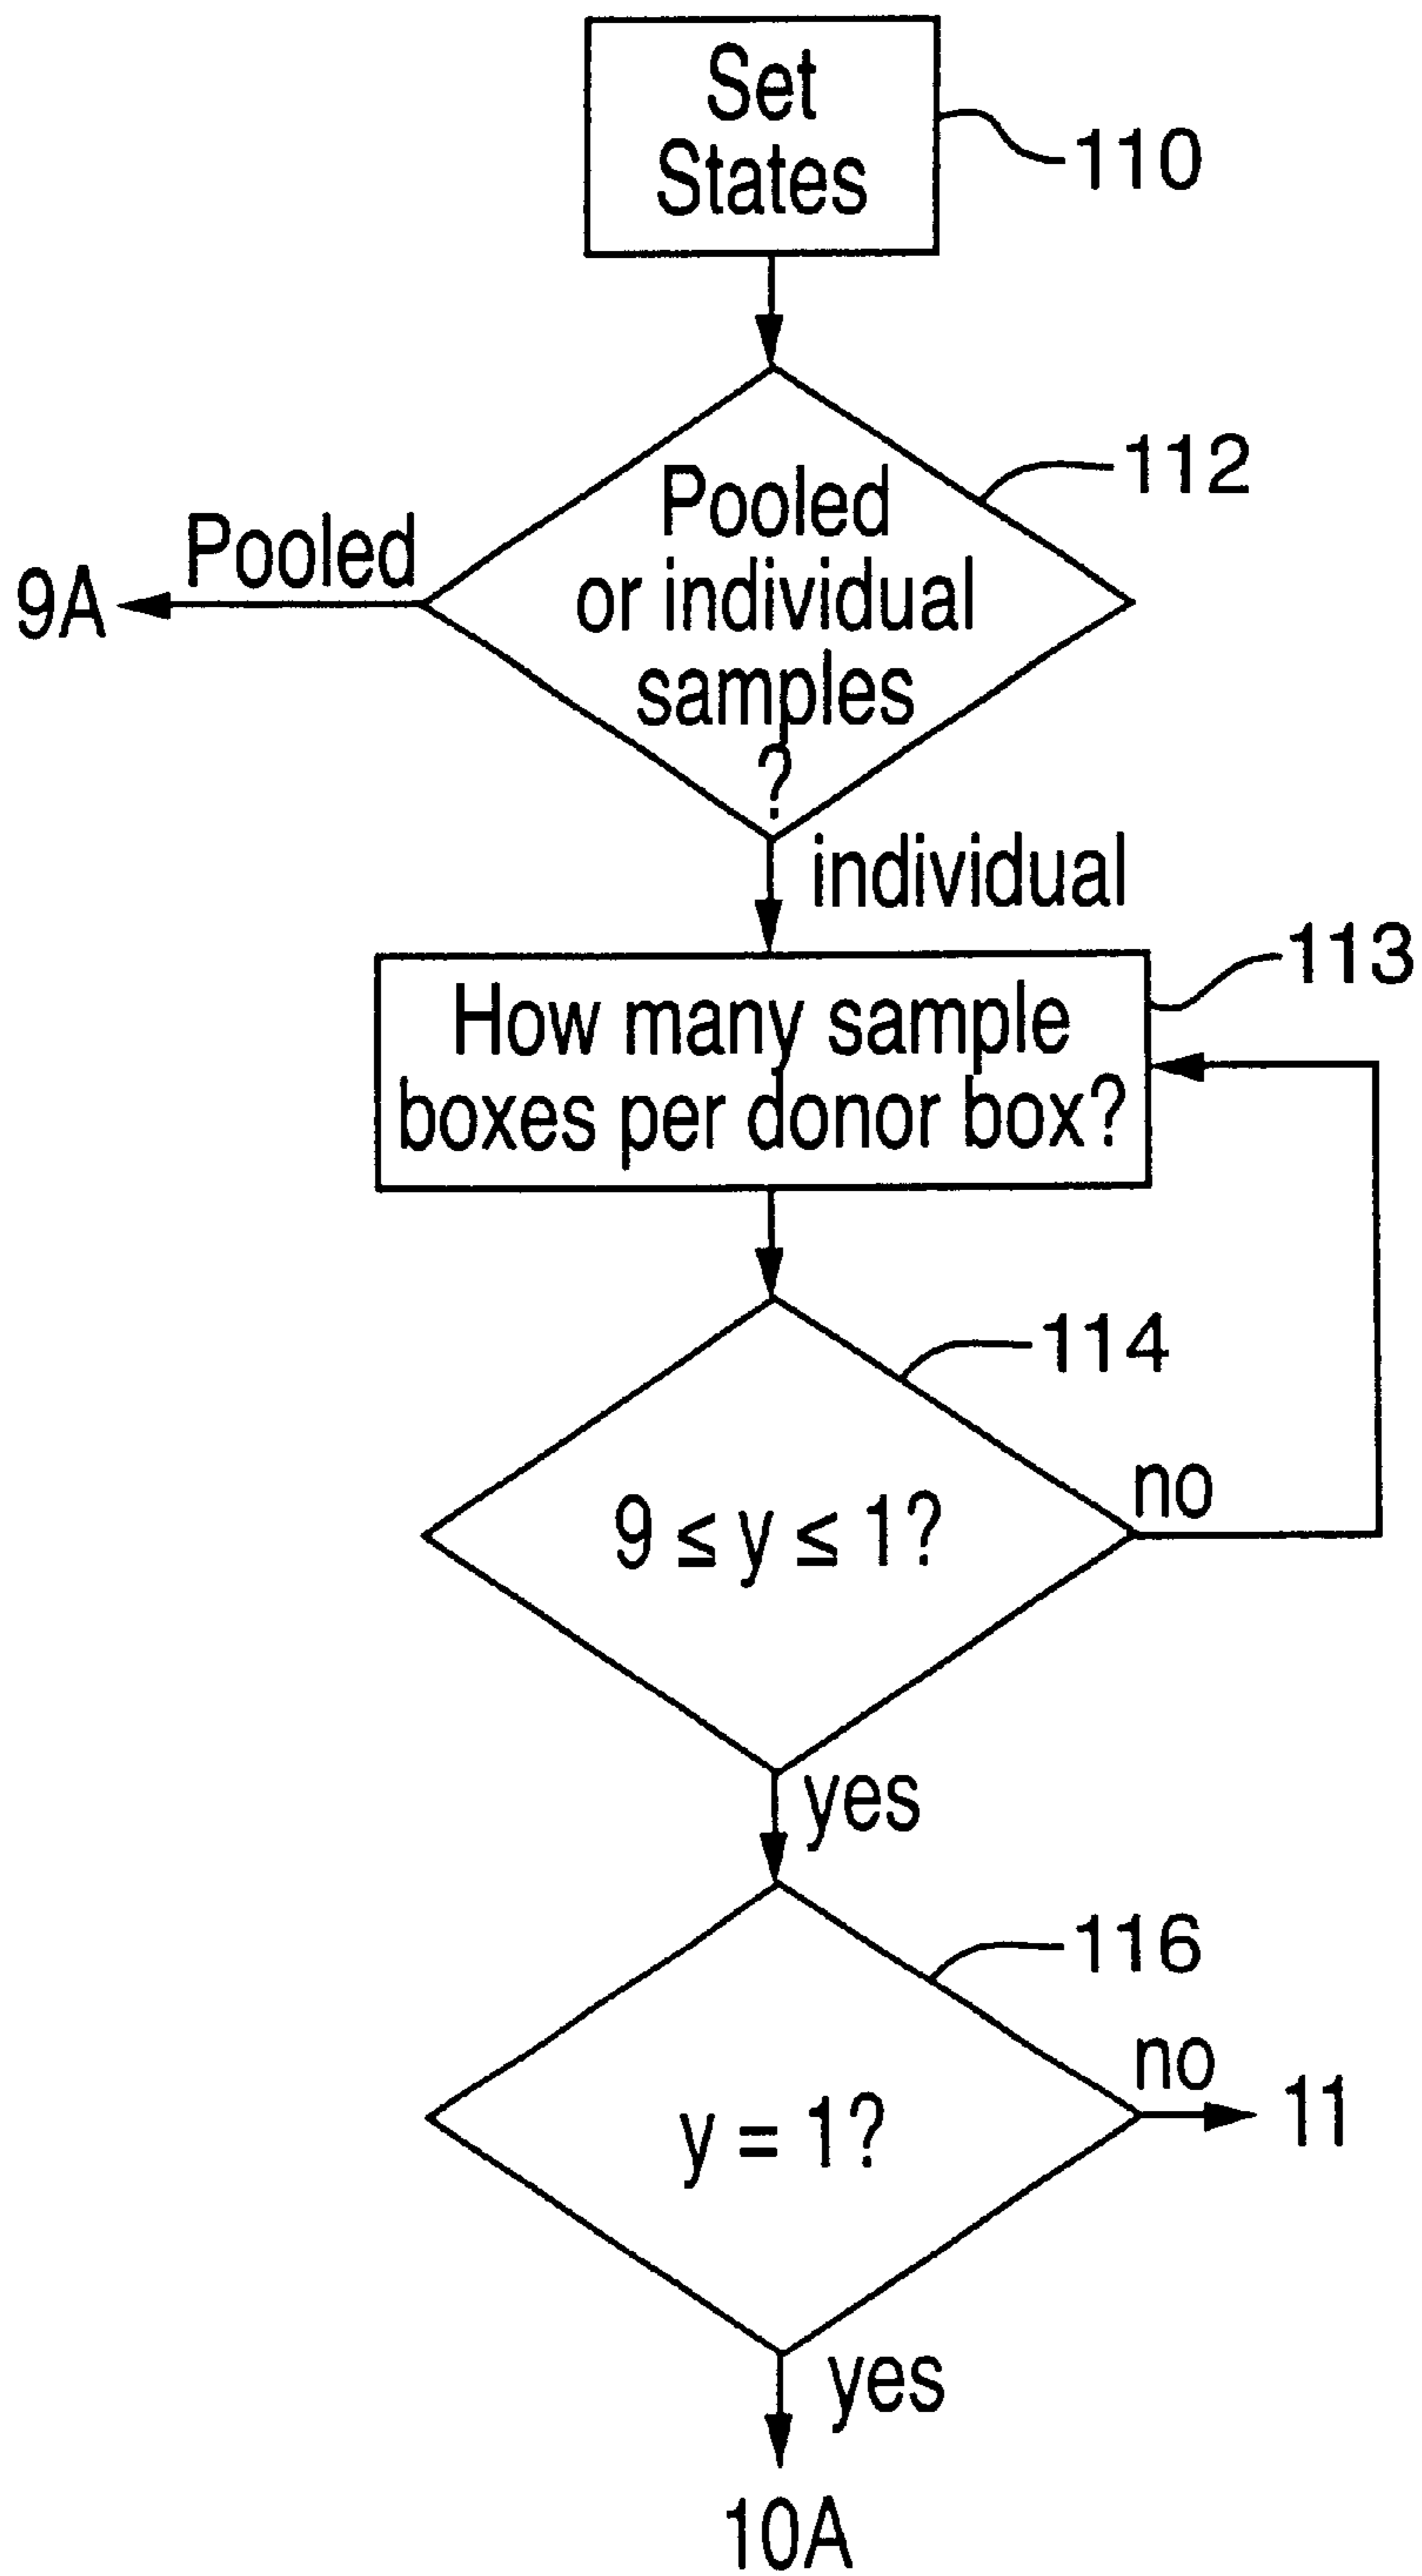 Set
States
110
112
Pooled
or individual
samples
?
Pooled
9A
individual
113
How many sample
boxes per donor box?
114
9 ≤ y ≤ 1?
no
yes
116
y = 1?
no
11
yes
10A